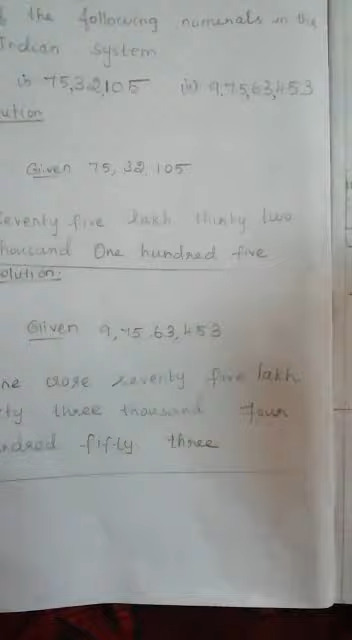 the following numerals in the
Indian System
i) 75,32,105 ii) 9,75,63,453
ution
Given 75, 32, 105
Seventy five lakh thirty two
housand One hundred five
olution:
Given 9,75,63,453
ne crore seventy five lakh
ty three thousand four
ndred fifty three